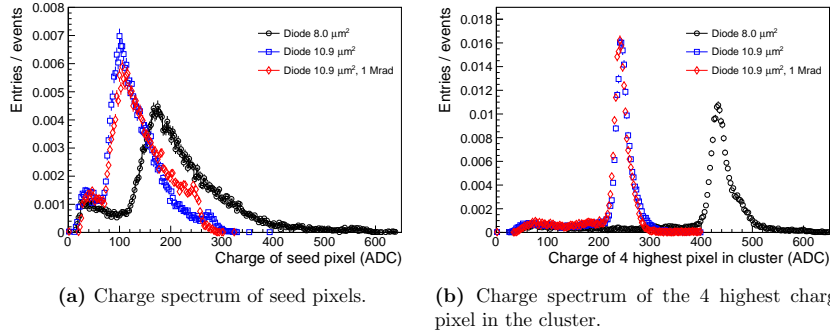 Entries / events
0.008
0.007
0.006
0.005
0.004
0.003
0.002
0.001
0
0 100 200 300 400 500 600
Charge of seed pixel (ADC)
Diode 8.0 μm²
Diode 10.9 μm²
Diode 10.9 μm², 1 Mrad
(a) Charge spectrum of seed pixels.
Entries / events
0.018
0.016
0.014
0.012
0.01
0.008
0.006
0.004
0.002
0
0 100 200 300 400 500 600
Charge of 4 highest pixel in cluster (ADC)
Diode 8.0 μm²
Diode 10.9 μm²
Diode 10.9 μm², 1 Mrad
(b) Charge spectrum of the 4 highest charg
pixel in the cluster.